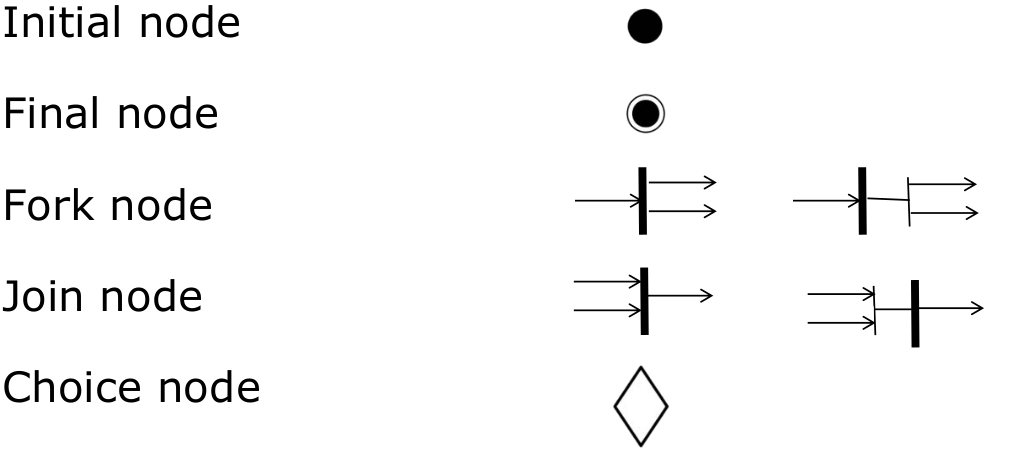 Initial node
Final node
Fork node
Join node
Choice node